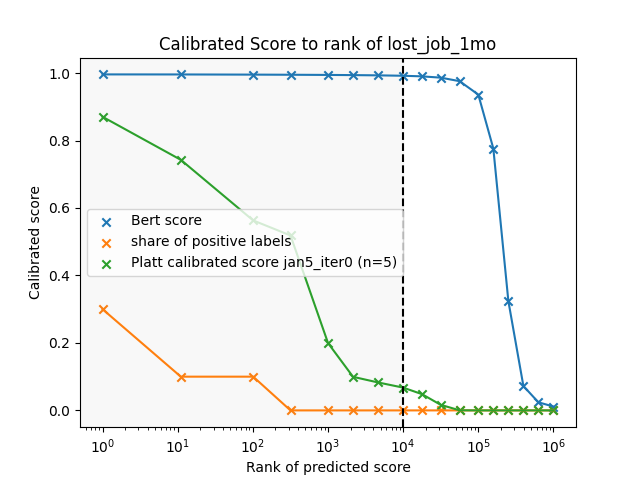 Calibrated Score to rank of lost_job_1mo
1.0
0.8
0.6
0.4
0.2
0.0
Calibrated score
Bert score
share of positive labels
Platt calibrated score jan5_iter0 (n=5)
10⁰ 10¹ 10² 10³ 10⁴ 10⁵ 10⁶
Rank of predicted score